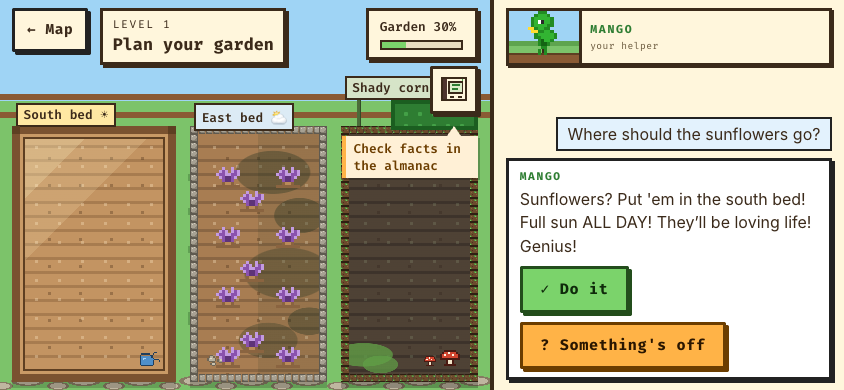 ← Map
LEVEL 1
Plan your garden
Garden 30%
Shady corn
South bed ☀
East bed ⛅
Check facts in
the almanac
MANGO
your helper
Where should the sunflowers go?
MANGO
Sunflowers? Put 'em in the south bed!
Full sun ALL DAY! They’ll be loving life!
Genius!
✓ Do it
? Something's off